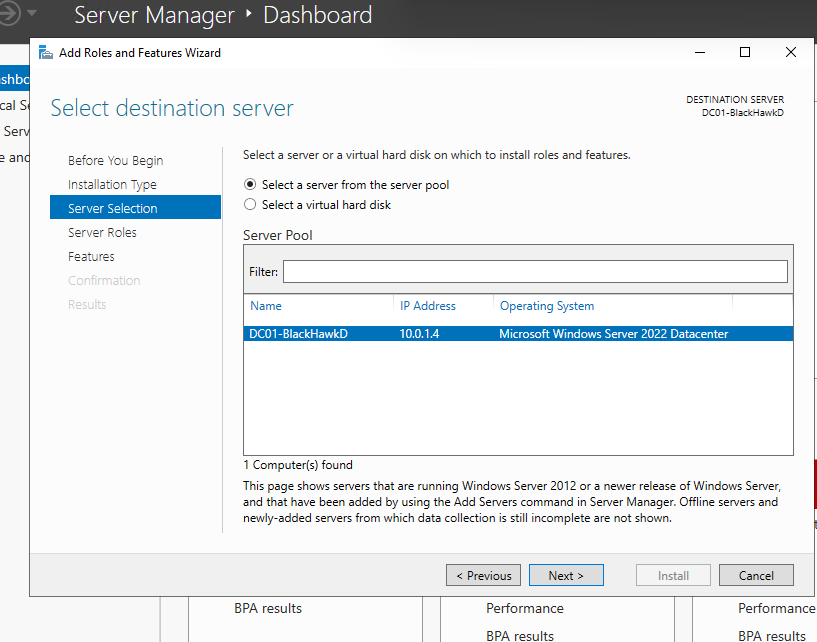 Server Manager ‣ Dashboard
Add Roles and Features Wizard
Select destination server
DESTINATION SERVER
DC01-BlackHawkD
Before You Begin
Installation Type
Server Selection
Server Roles
Features
Confirmation
Results
Select a server or a virtual hard disk on which to install roles and features.
Select a server from the server pool
Select a virtual hard disk
Server Pool
Filter:
Name IP Address Operating System
DC01-BlackHawkD 10.0.1.4 Microsoft Windows Server 2022 Datacenter
1 Computer(s) found
This page shows servers that are running Windows Server 2012 or a newer release of Windows Server,
and that have been added by using the Add Servers command in Server Manager. Offline servers and
newly-added servers from which data collection is still incomplete are not shown.
< Previous Next > Install Cancel
BPA results Performance Performance
BPA results BPA results